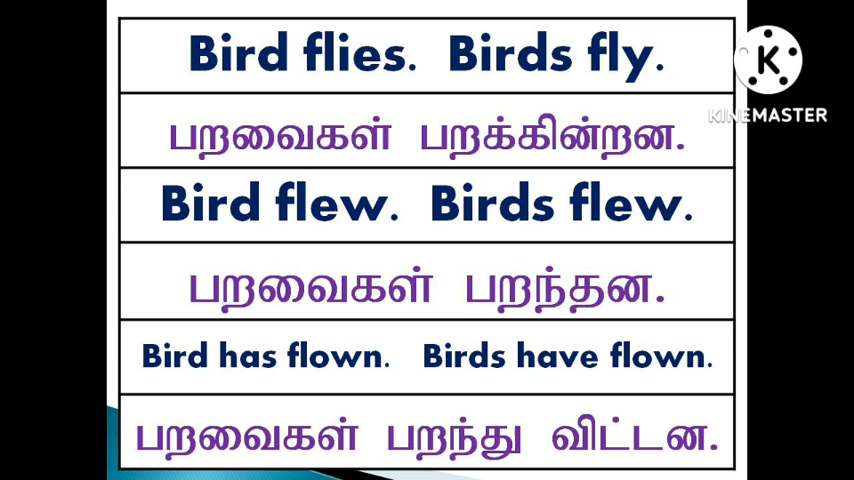 Bird flies. Birds fly.
K
KINEMASTER
பறவைகள் பறக்கின்றன.
Bird flew. Birds flew.
பறவைகள் பறந்தன.
Bird has flown. Birds have flown.
பறவைகள் பறந்து விட்டன.